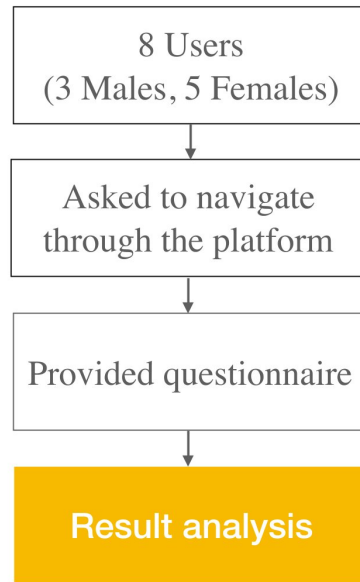 8 Users
(3 Males, 5 Females)
Asked to navigate
through the platform
Provided questionnaire
Result analysis